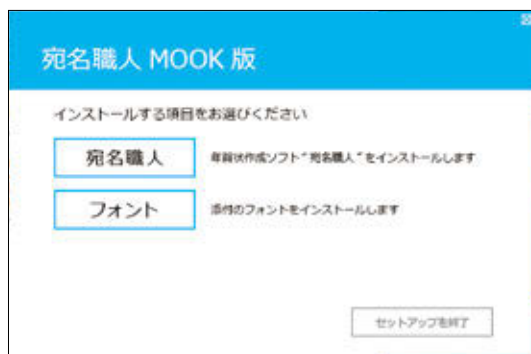 宛名職人 MOOK 版
インストールする項目をお選びください
宛名職人
年賀状作成ソフト"宛名職人"をインストールします
フォント
添付のフォントをインストールします
セットアップを終了